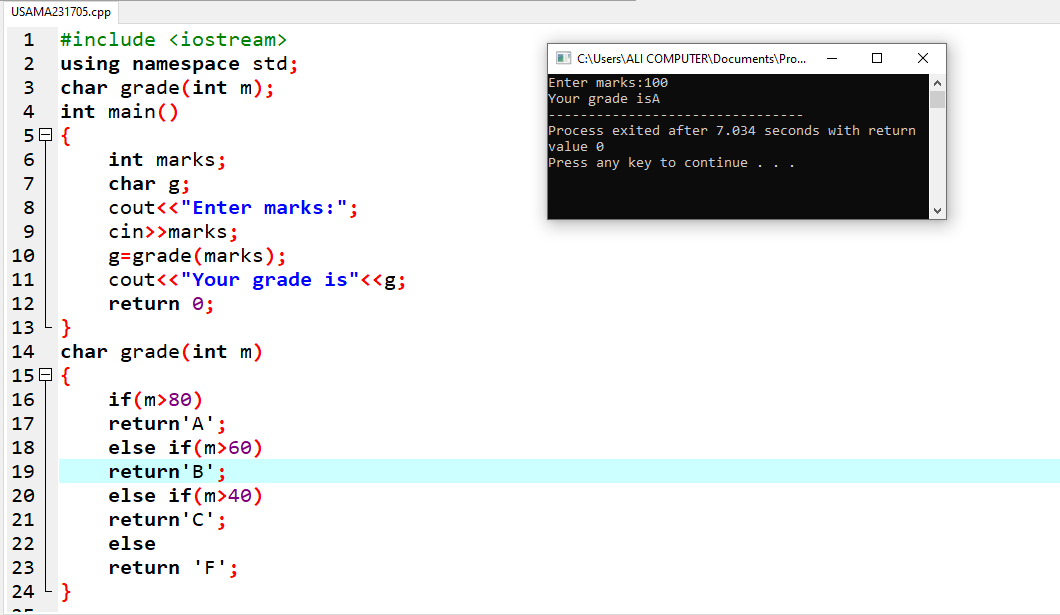 USAMA231705.cpp
1 #include <iostream>
2 using namespace std;
3 char grade(int m);
4 int main()
5 {
6 int marks;
7 char g;
8 cout<<"Enter marks:";
9 cin>>marks;
10 g=grade(marks);
11 cout<<"Your grade is"<<g;
12 return 0;
13 }
14 char grade(int m)
15 {
16 if(m>80)
17 return'A';
18 else if(m>60)
19 return'B';
20 else if(m>40)
21 return'C';
22 else
23 return 'F';
24 }
C:\Users\ALI COMPUTER\Documents\Pro...
Enter marks:100
Your grade isA
--------------------------------
Process exited after 7.034 seconds with return
value 0
Press any key to continue . . .